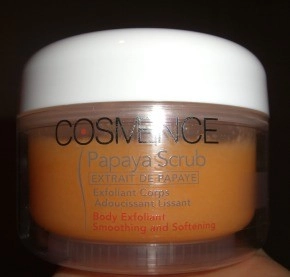 COSMENCE
Papaya Scrub
EXTRAIT DE PAPAYE
Exfoliant Corps
Adoucissant Lissant
Body Exfoliant
Smoothing and Softening